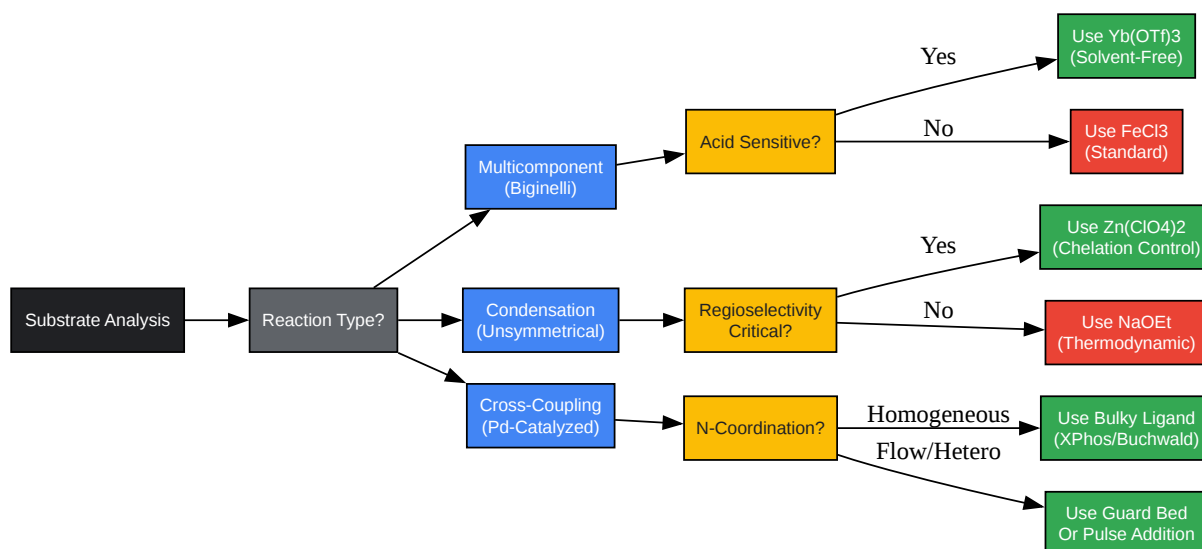 Substrate Analysis
Reaction Type?
Multicomponent
(Biginelli)
Condensation
(Unsymmetrical)
Cross-Coupling
(Pd-Catalyzed)
Acid Sensitive?
Regioselectivity
Critical?
N-Coordination?
Yes
No
Yes
No
Homogeneous
Flow/Hetero
Use Yb(OTf)3
(Solvent-Free)
Use FeCl3
(Standard)
Use Zn(ClO4)2
(Chelation Control)
Use NaOEt
(Thermodynamic)
Use Bulky Ligand
(XPhos/Buchwald)
Use Guard Bed
Or Pulse Addition